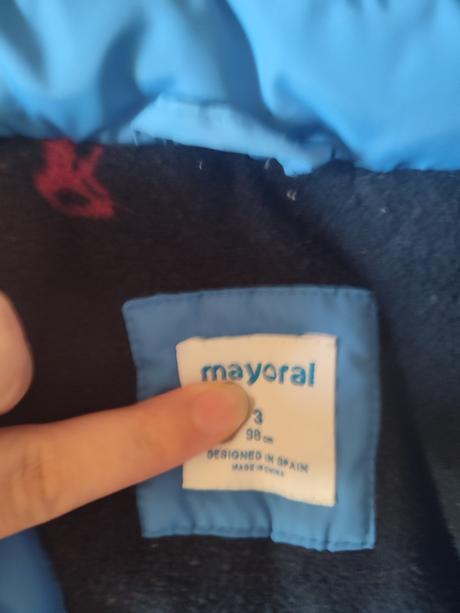 mayoral
3
98 cm
DESIGNED IN SPAIN
MADE IN CHINA